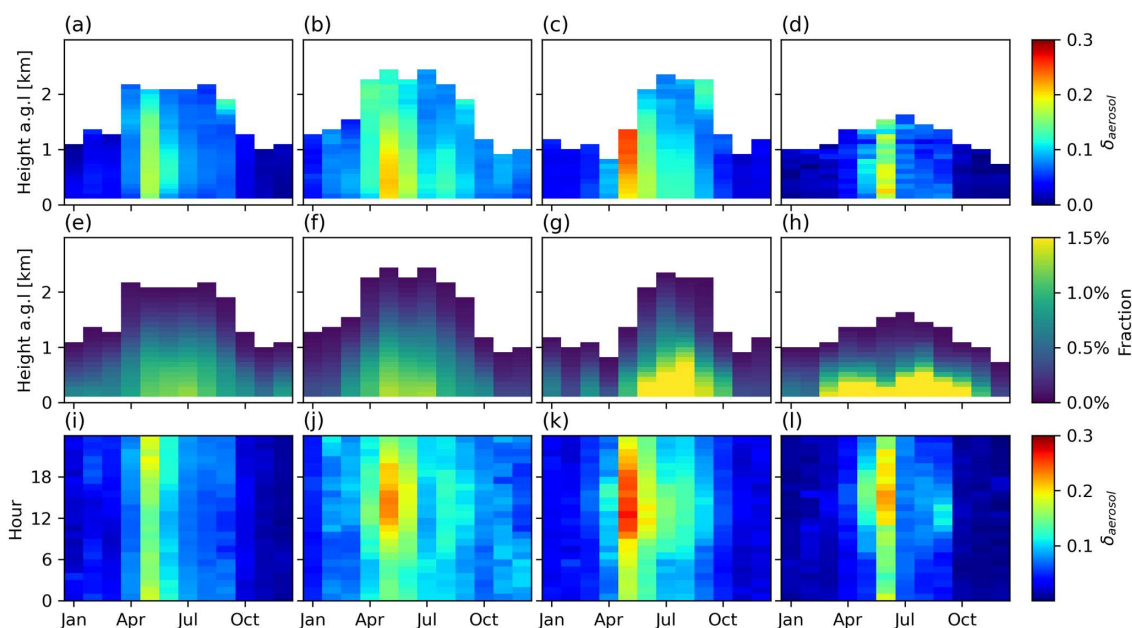 (a) (b) (c) (d)
Height a.g.l [km]
2
1
0
0.3
0.2
0.1
0.0
δaerosol
(e) (f) (g) (h)
Height a.g.l [km]
2
1
0
1.5%
1.0%
0.5%
0.0%
Fraction
(i) (j) (k) (l)
Hour
18
12
6
0
0.3
0.2
0.1
δaerosol
Jan Apr Jul Oct Jan Apr Jul Oct Jan Apr Jul Oct Jan Apr Jul Oct